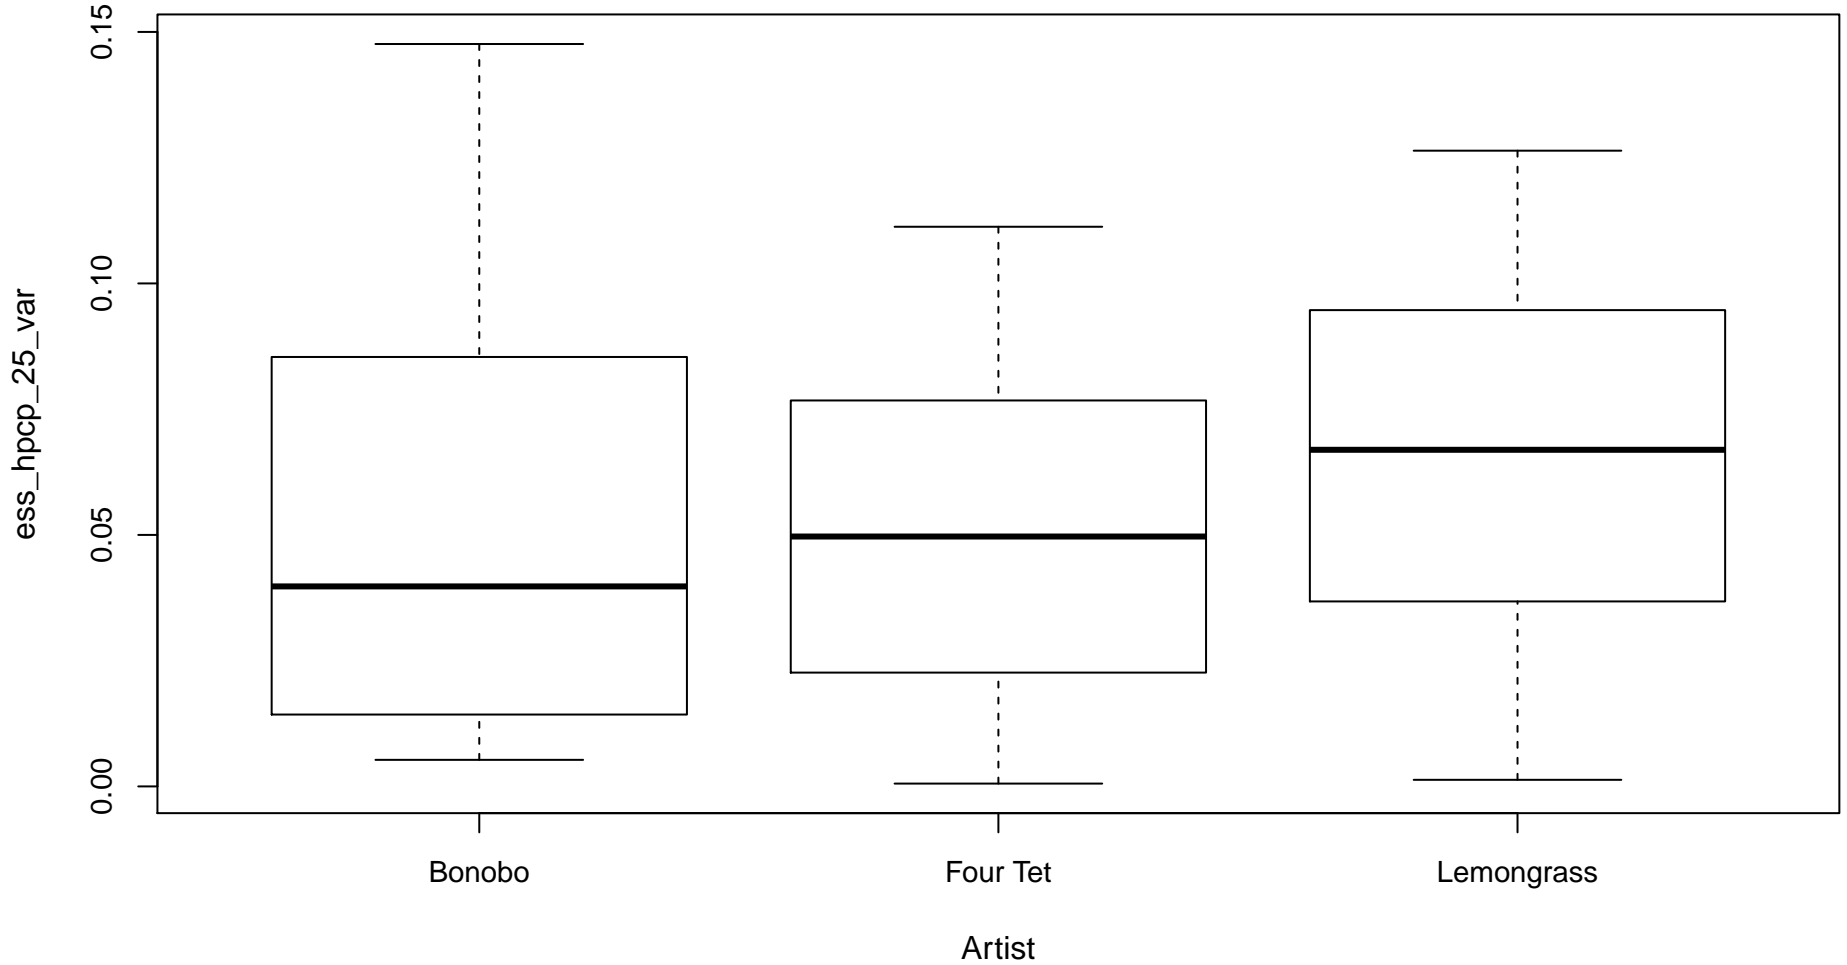 0.15
0.10
0.05
0.00
ess_hpcp_25_var
Bonobo
Four Tet
Lemongrass
Artist